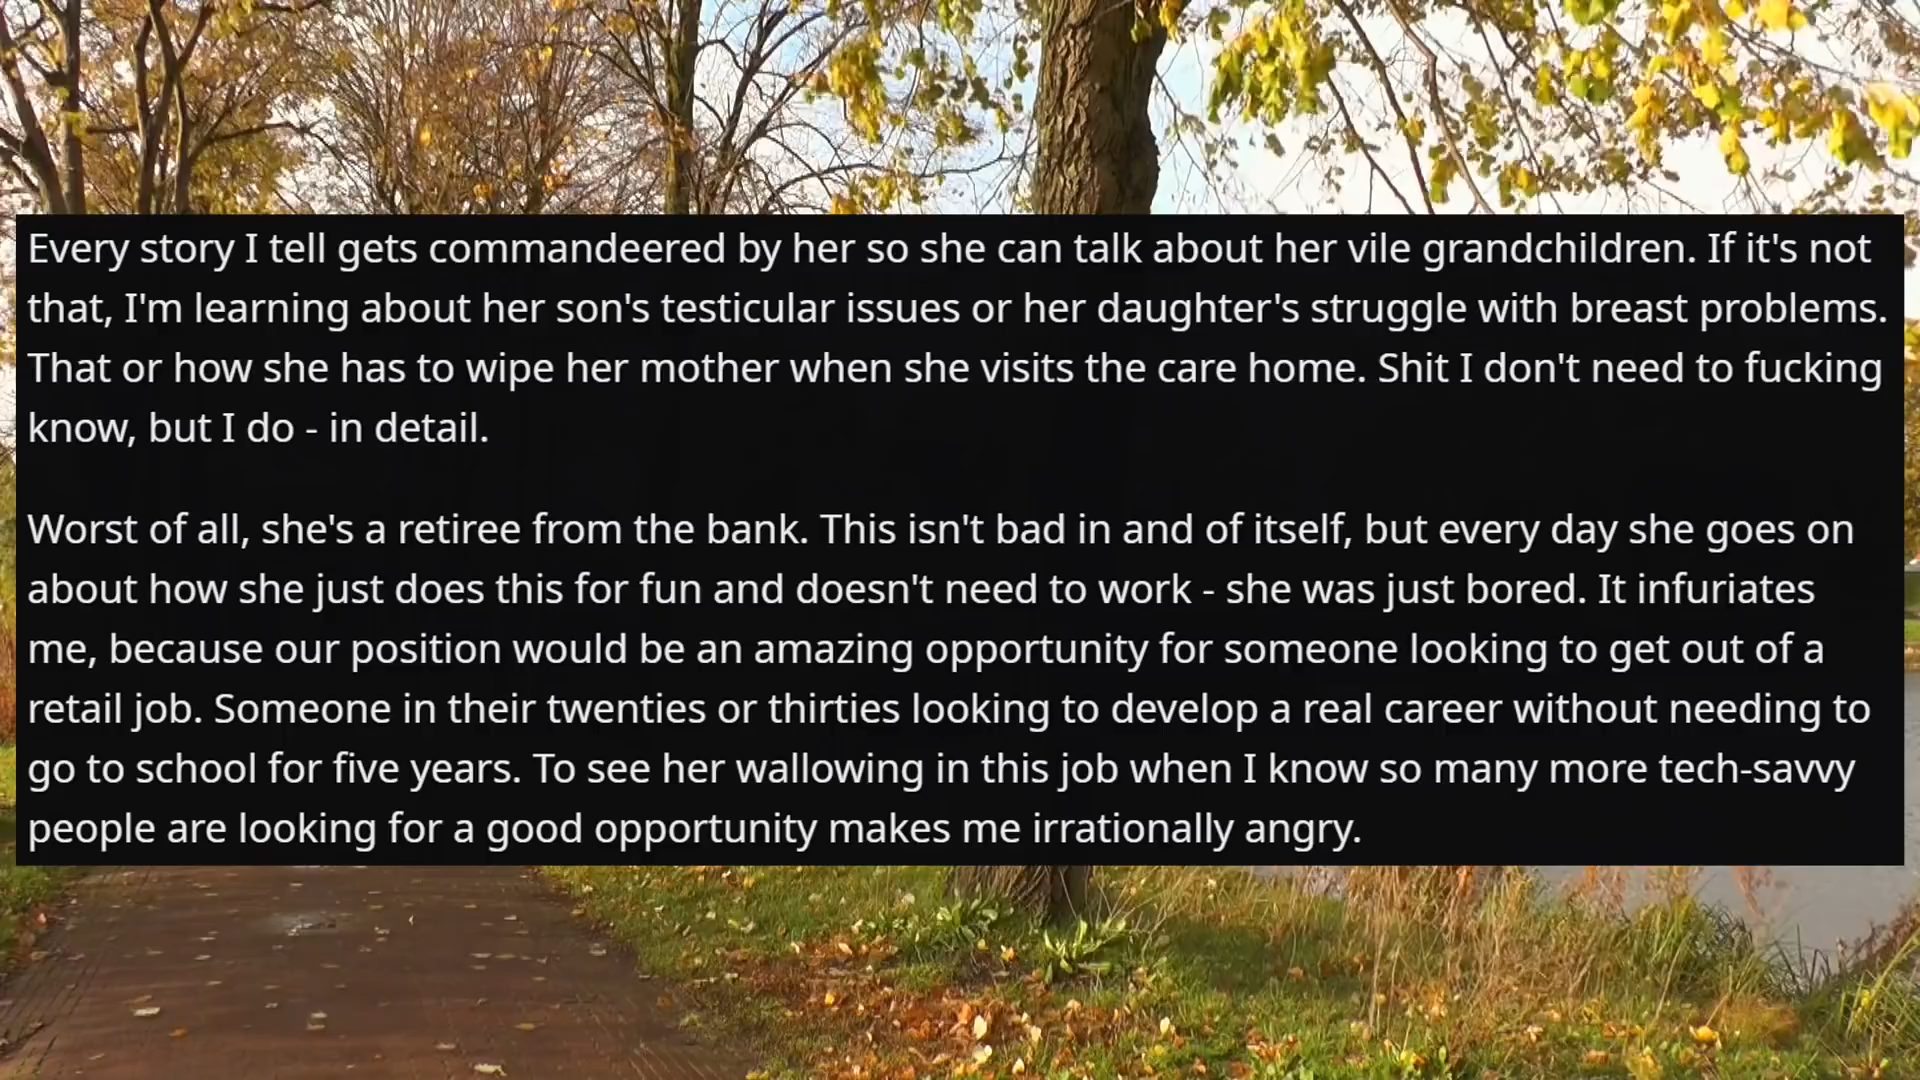 Every story I tell gets commandeered by her so she can talk about her vile grandchildren. If it's not
that, I'm learning about her son's testicular issues or her daughter's struggle with breast problems.
That or how she has to wipe her mother when she visits the care home. Shit I don't need to fucking
know, but I do - in detail.
Worst of all, she's a retiree from the bank. This isn't bad in and of itself, but every day she goes on
about how she just does this for fun and doesn't need to work - she was just bored. It infuriates
me, because our position would be an amazing opportunity for someone looking to get out of a
retail job. Someone in their twenties or thirties looking to develop a real career without needing to
go to school for five years. To see her wallowing in this job when I know so many more tech-savvy
people are looking for a good opportunity makes me irrationally angry.